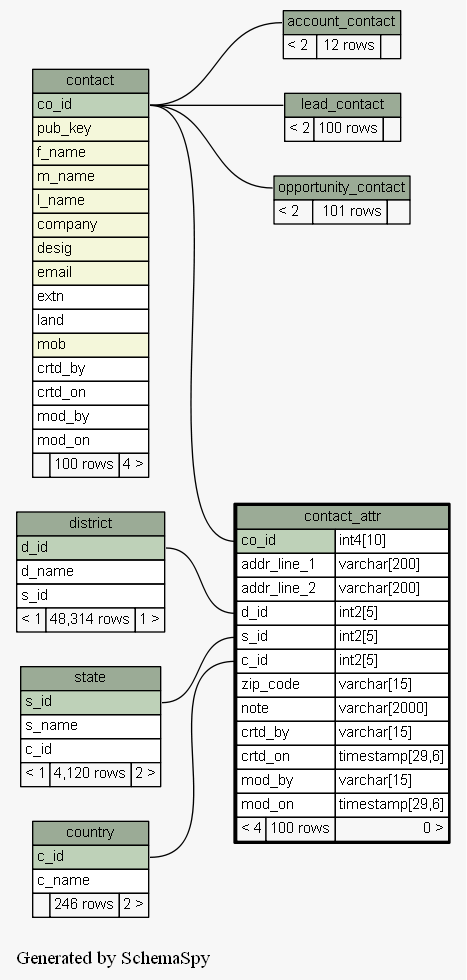 account_contact
< 2 12 rows
contact
co_id
pub_key
f_name
m_name
l_name
company
desig
email
extn
land
mob
crtd_by
crtd_on
mod_by
mod_on
100 rows 4 >
lead_contact
< 2 100 rows
opportunity_contact
< 2 101 rows
district
d_id
d_name
s_id
< 1 48,314 rows 1 >
contact_attr
co_id int4[10]
addr_line_1 varchar[200]
addr_line_2 varchar[200]
d_id int2[5]
s_id int2[5]
c_id int2[5]
zip_code varchar[15]
note varchar[2000]
crtd_by varchar[15]
crtd_on timestamp[29,6]
mod_by varchar[15]
mod_on timestamp[29,6]
< 4 100 rows 0 >
state
s_id
s_name
c_id
< 1 4,120 rows 2 >
country
c_id
c_name
246 rows 2 >
Generated by SchemaSpy